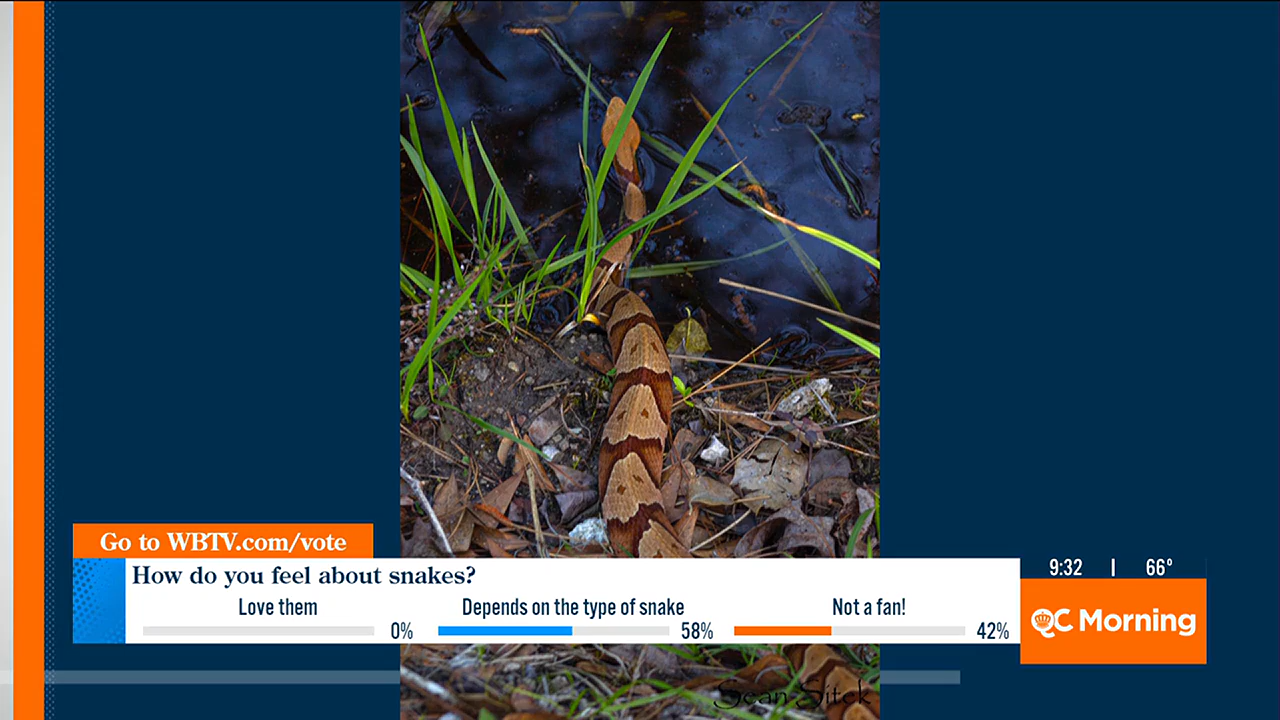 Go to WBTV.com/vote
How do you feel about snakes?
Love them
Depends on the type of snake
Not a fan!
0%
58%
42%
9:32 | 66°
QC Morning
Sean Sitek